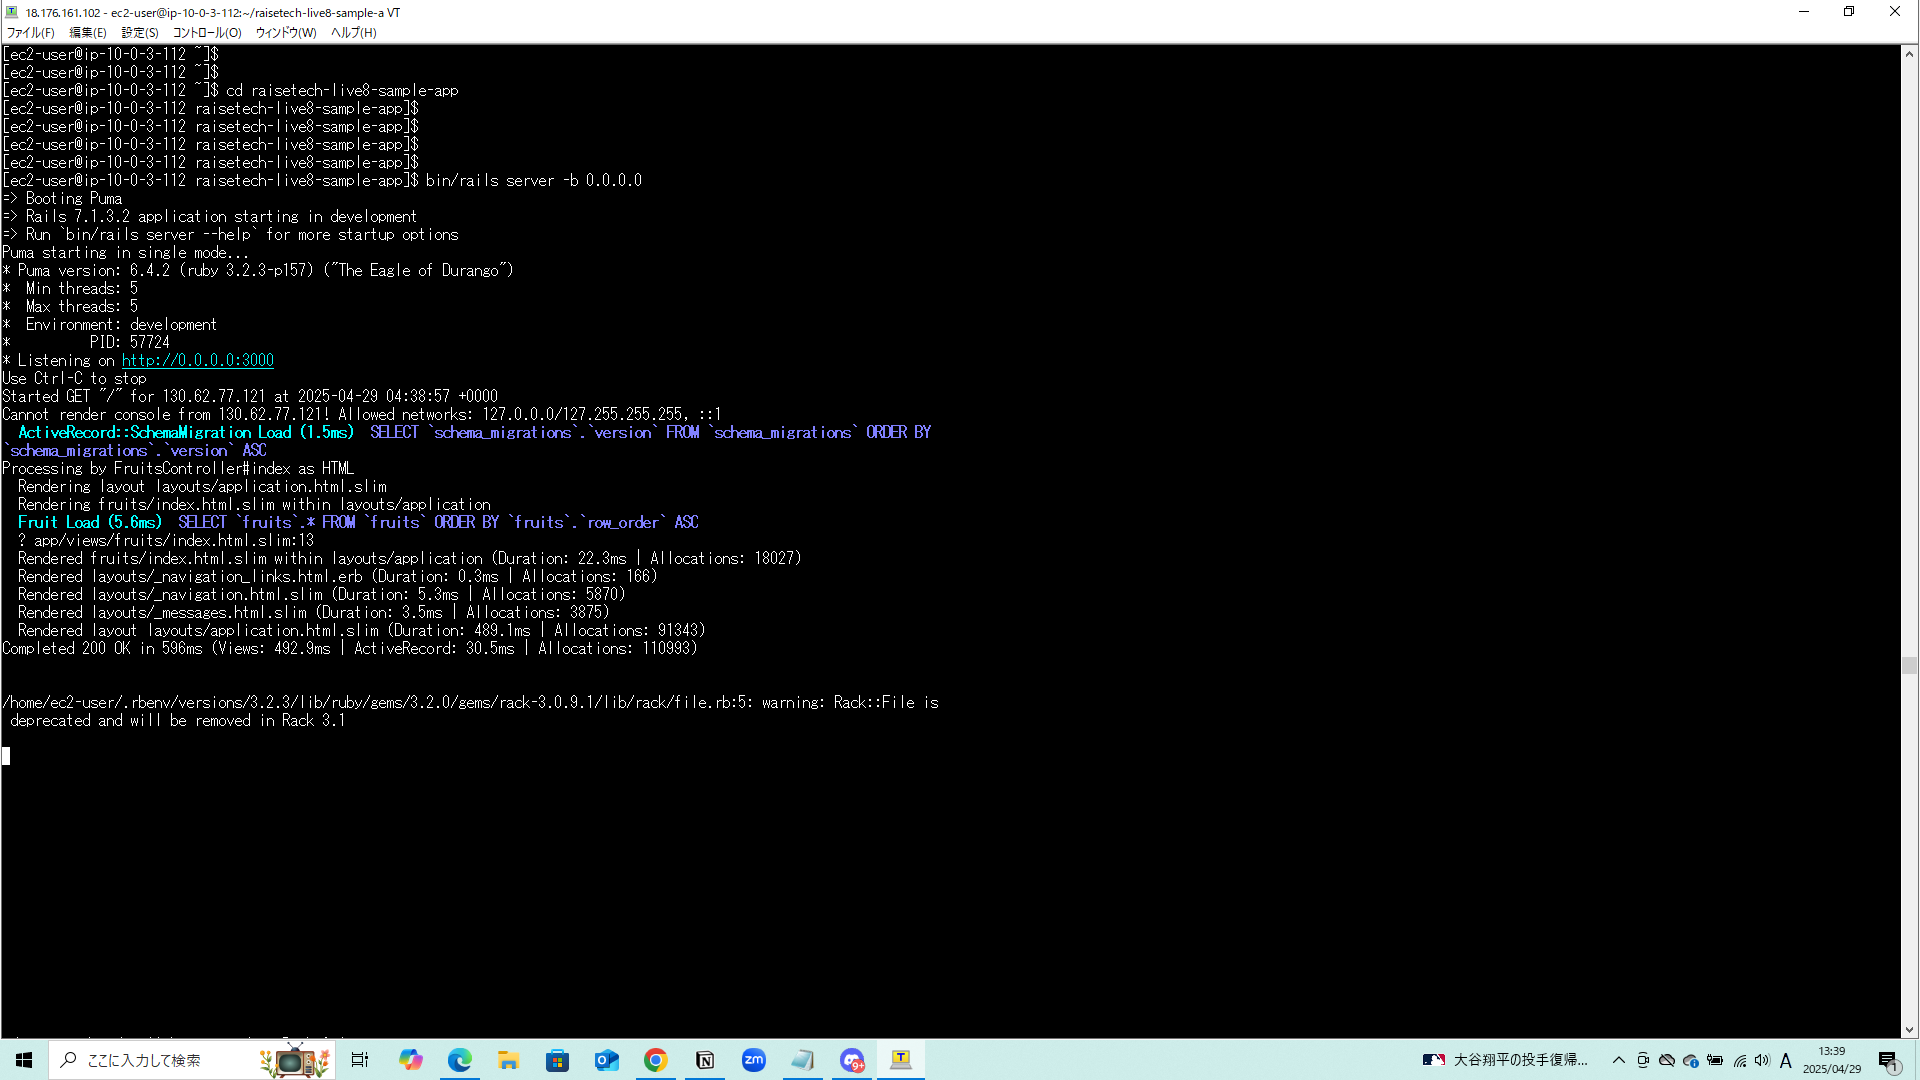 18.176.161.102 - ec2-user@ip-10-0-3-112:~/raisetech-live8-sample-a VT
ファイル(F) 編集(E) 設定(S) コントロール(O) ウィンドウ(W) ヘルプ(H)
[ec2-user@ip-10-0-3-112 ~]$
[ec2-user@ip-10-0-3-112 ~]$
[ec2-user@ip-10-0-3-112 ~]$ cd raisetech-live8-sample-app
[ec2-user@ip-10-0-3-112 raisetech-live8-sample-app]$
[ec2-user@ip-10-0-3-112 raisetech-live8-sample-app]$
[ec2-user@ip-10-0-3-112 raisetech-live8-sample-app]$
[ec2-user@ip-10-0-3-112 raisetech-live8-sample-app]$
[ec2-user@ip-10-0-3-112 raisetech-live8-sample-app]$ bin/rails server -b 0.0.0.0
=> Booting Puma
=> Rails 7.1.3.2 application starting in development
=> Run `bin/rails server --help` for more startup options
Puma starting in single mode...
* Puma version: 6.4.2 (ruby 3.2.3-p157) ("The Eagle of Durango")
*  Min threads: 5
*  Max threads: 5
*  Environment: development
*          PID: 57724
* Listening on http://0.0.0.0:3000
Use Ctrl-C to stop
Started GET "/" for 130.62.77.121 at 2025-04-29 04:38:57 +0000
Cannot render console from 130.62.77.121! Allowed networks: 127.0.0.0/127.255.255.255, ::1
  ActiveRecord::SchemaMigration Load (1.5ms)  SELECT `schema_migrations`.`version` FROM `schema_migrations` ORDER BY
`schema_migrations`.`version` ASC
Processing by FruitsController#index as HTML
  Rendering layout layouts/application.html.slim
  Rendering fruits/index.html.slim within layouts/application
  Fruit Load (5.6ms)  SELECT `fruits`.* FROM `fruits` ORDER BY `fruits`.`row_order` ASC
  ? app/views/fruits/index.html.slim:13
  Rendered fruits/index.html.slim within layouts/application (Duration: 22.3ms | Allocations: 18027)
  Rendered layouts/_navigation_links.html.erb (Duration: 0.3ms | Allocations: 166)
  Rendered layouts/_navigation.html.slim (Duration: 5.3ms | Allocations: 5870)
  Rendered layouts/_messages.html.slim (Duration: 3.5ms | Allocations: 3875)
  Rendered layout layouts/application.html.slim (Duration: 489.1ms | Allocations: 91343)
Completed 200 OK in 596ms (Views: 492.9ms | ActiveRecord: 30.5ms | Allocations: 110993)
/home/ec2-user/.rbenv/versions/3.2.3/lib/ruby/gems/3.2.0/gems/rack-3.0.9.1/lib/rack/file.rb:5: warning: Rack::File is
 deprecated and will be removed in Rack 3.1
ここに入力して検索
zm
9+
大谷翔平の投手復帰...
A
13:39
2025/04/29
1